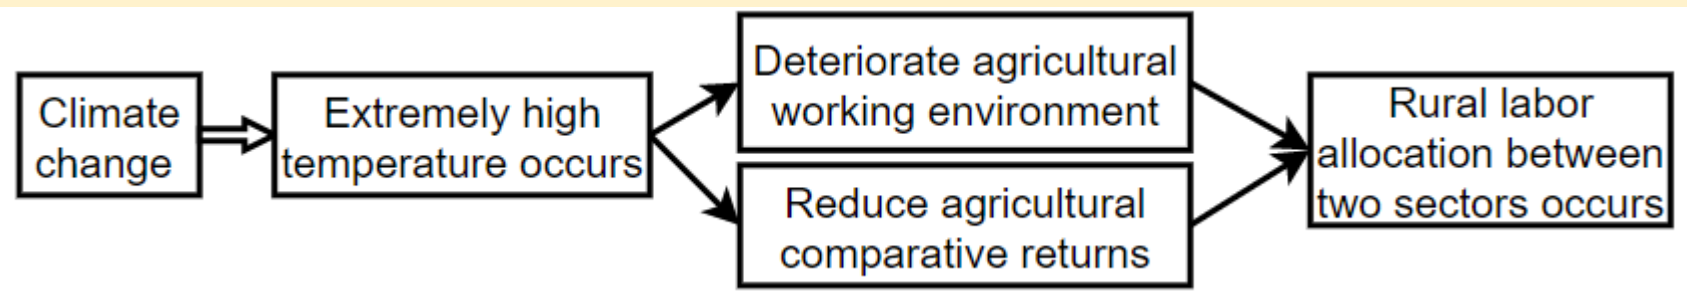 Climate
change
Extremely high
temperature occurs
Deteriorate agricultural
working environment
Reduce agricultural
comparative returns
Rural labor
allocation between
two sectors occurs